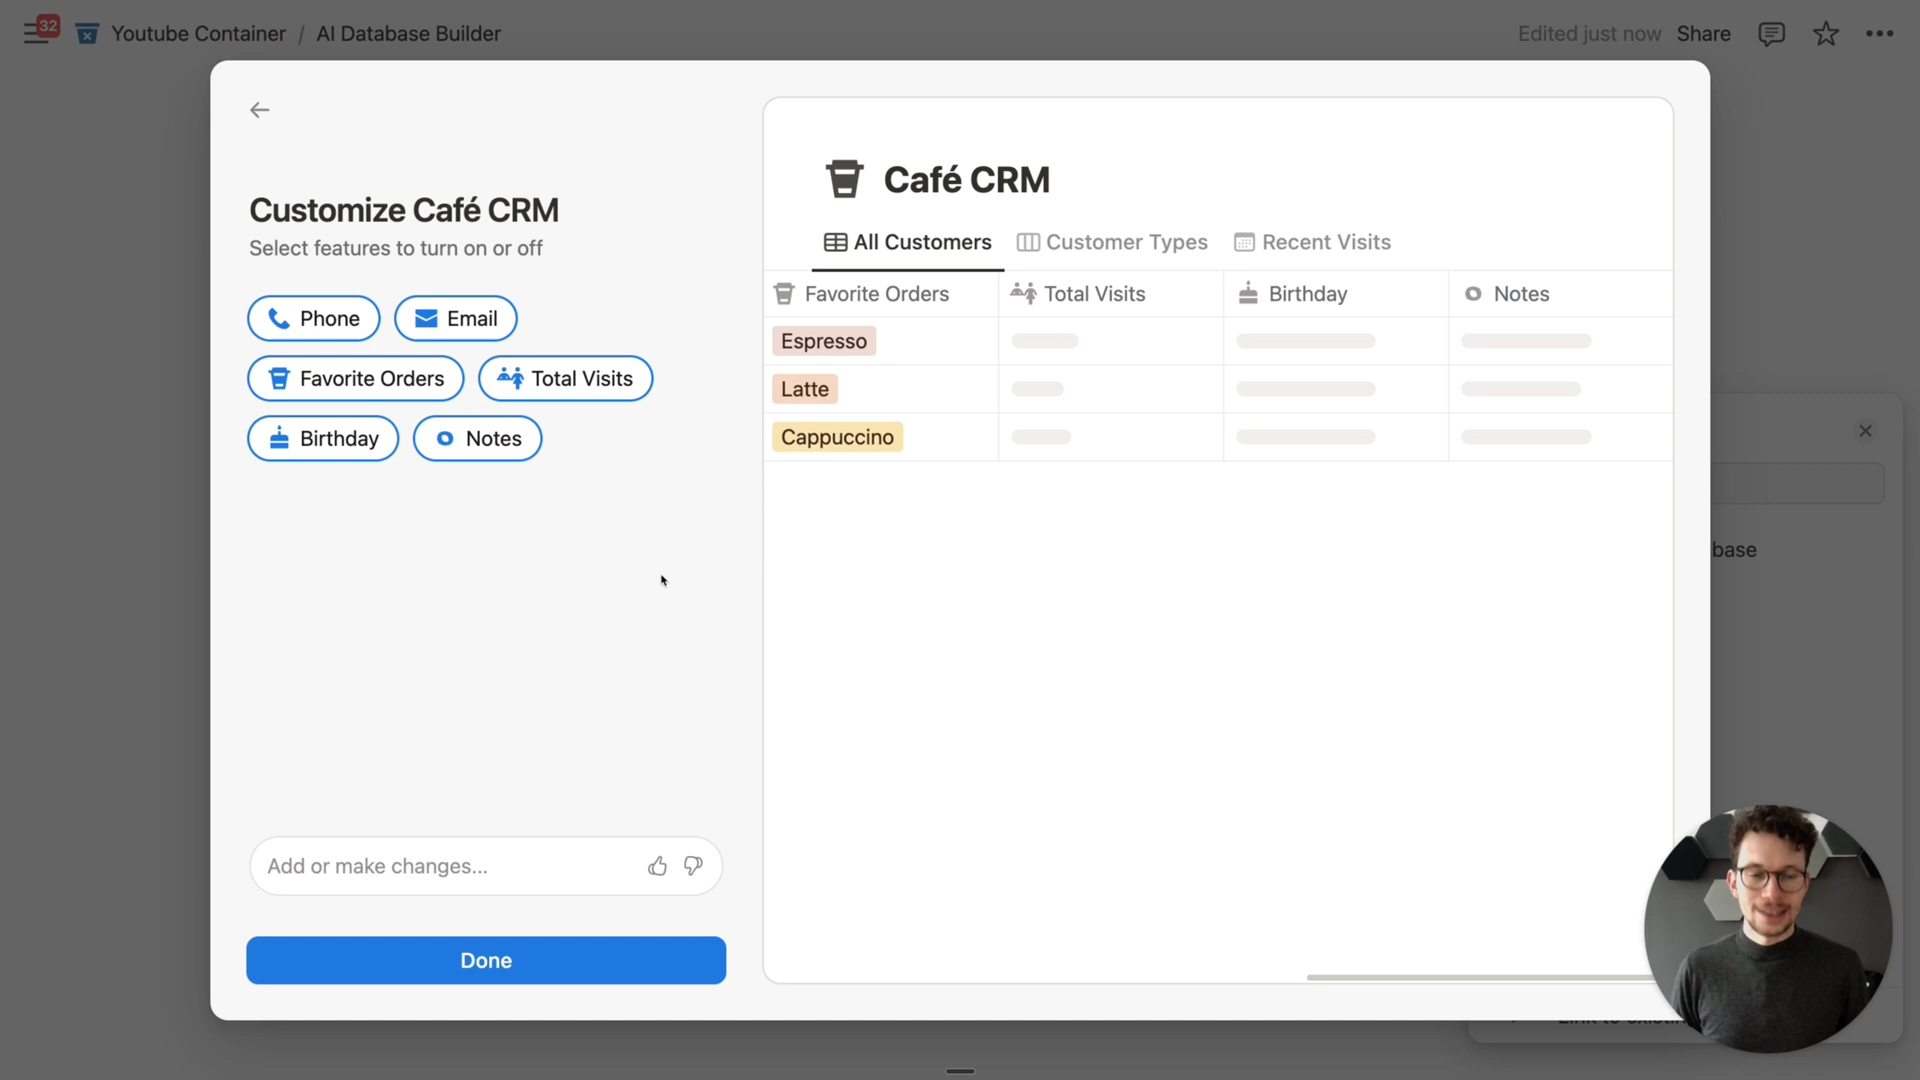 32
Youtube Container / AI Database Builder
Edited just now
Share
Customize Café CRM
Select features to turn on or off
Phone
Email
Favorite Orders
Total Visits
Birthday
Notes
Add or make changes...
Done
Café CRM
All Customers
Customer Types
Recent Visits
Favorite Orders
Total Visits
Birthday
Notes
Espresso
Latte
Cappuccino
base